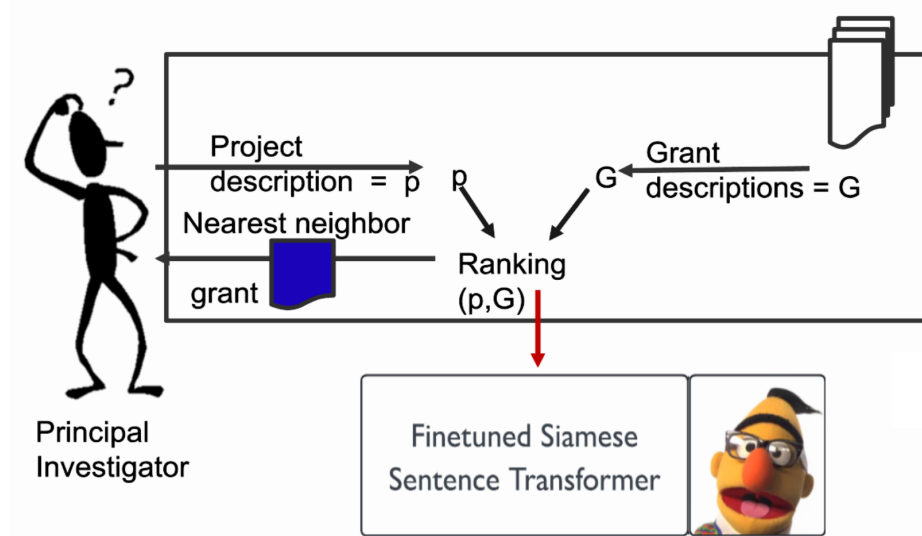 ?
Project
description = p
p
G
Grant
descriptions = G
Nearest neighbor
grant
Ranking
(p,G)
Principal
Investigator
Finetuned Siamese
Sentence Transformer